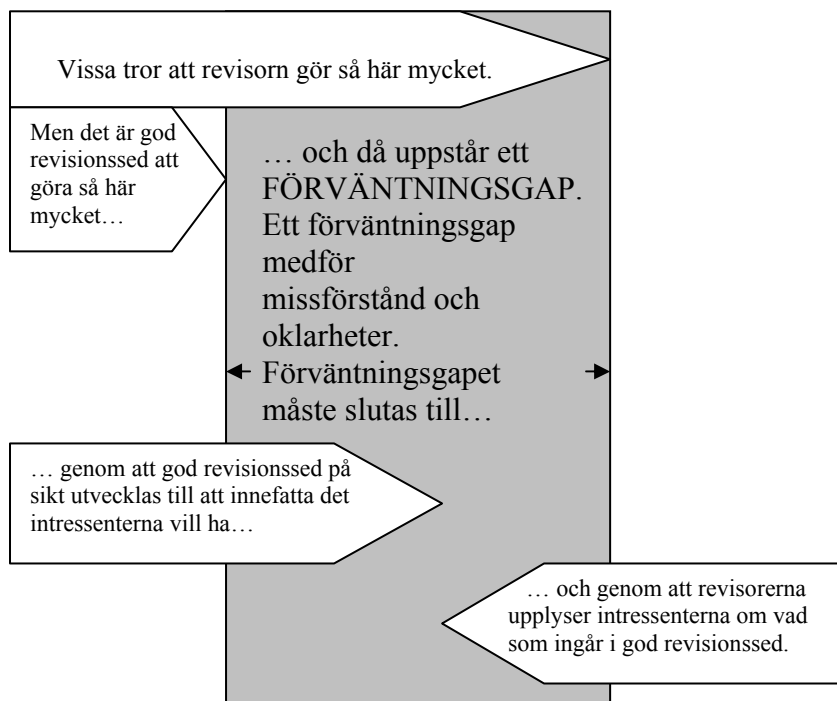 Vissa tror att revisorn gör så här mycket.
Men det är god
revisionssed att
göra så här
mycket…
… och då uppstår ett
FÖRVÄNTNINGSGAP.
Ett förväntningsgap
medför
missförstånd och
oklarheter.
Förväntningsgapet
måste slutas till…
… genom att god revisionssed på
sikt utvecklas till att innefatta det
intressenterna vill ha…
… och genom att revisorerna
upplyser intressenterna om vad
som ingår i god revisionssed.